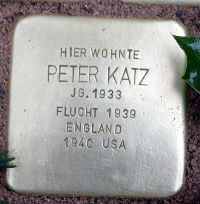 HIER WOHNTE
PETER KATZ
JG. 1933
FLUCHT 1939
ENGLAND
1940 USA